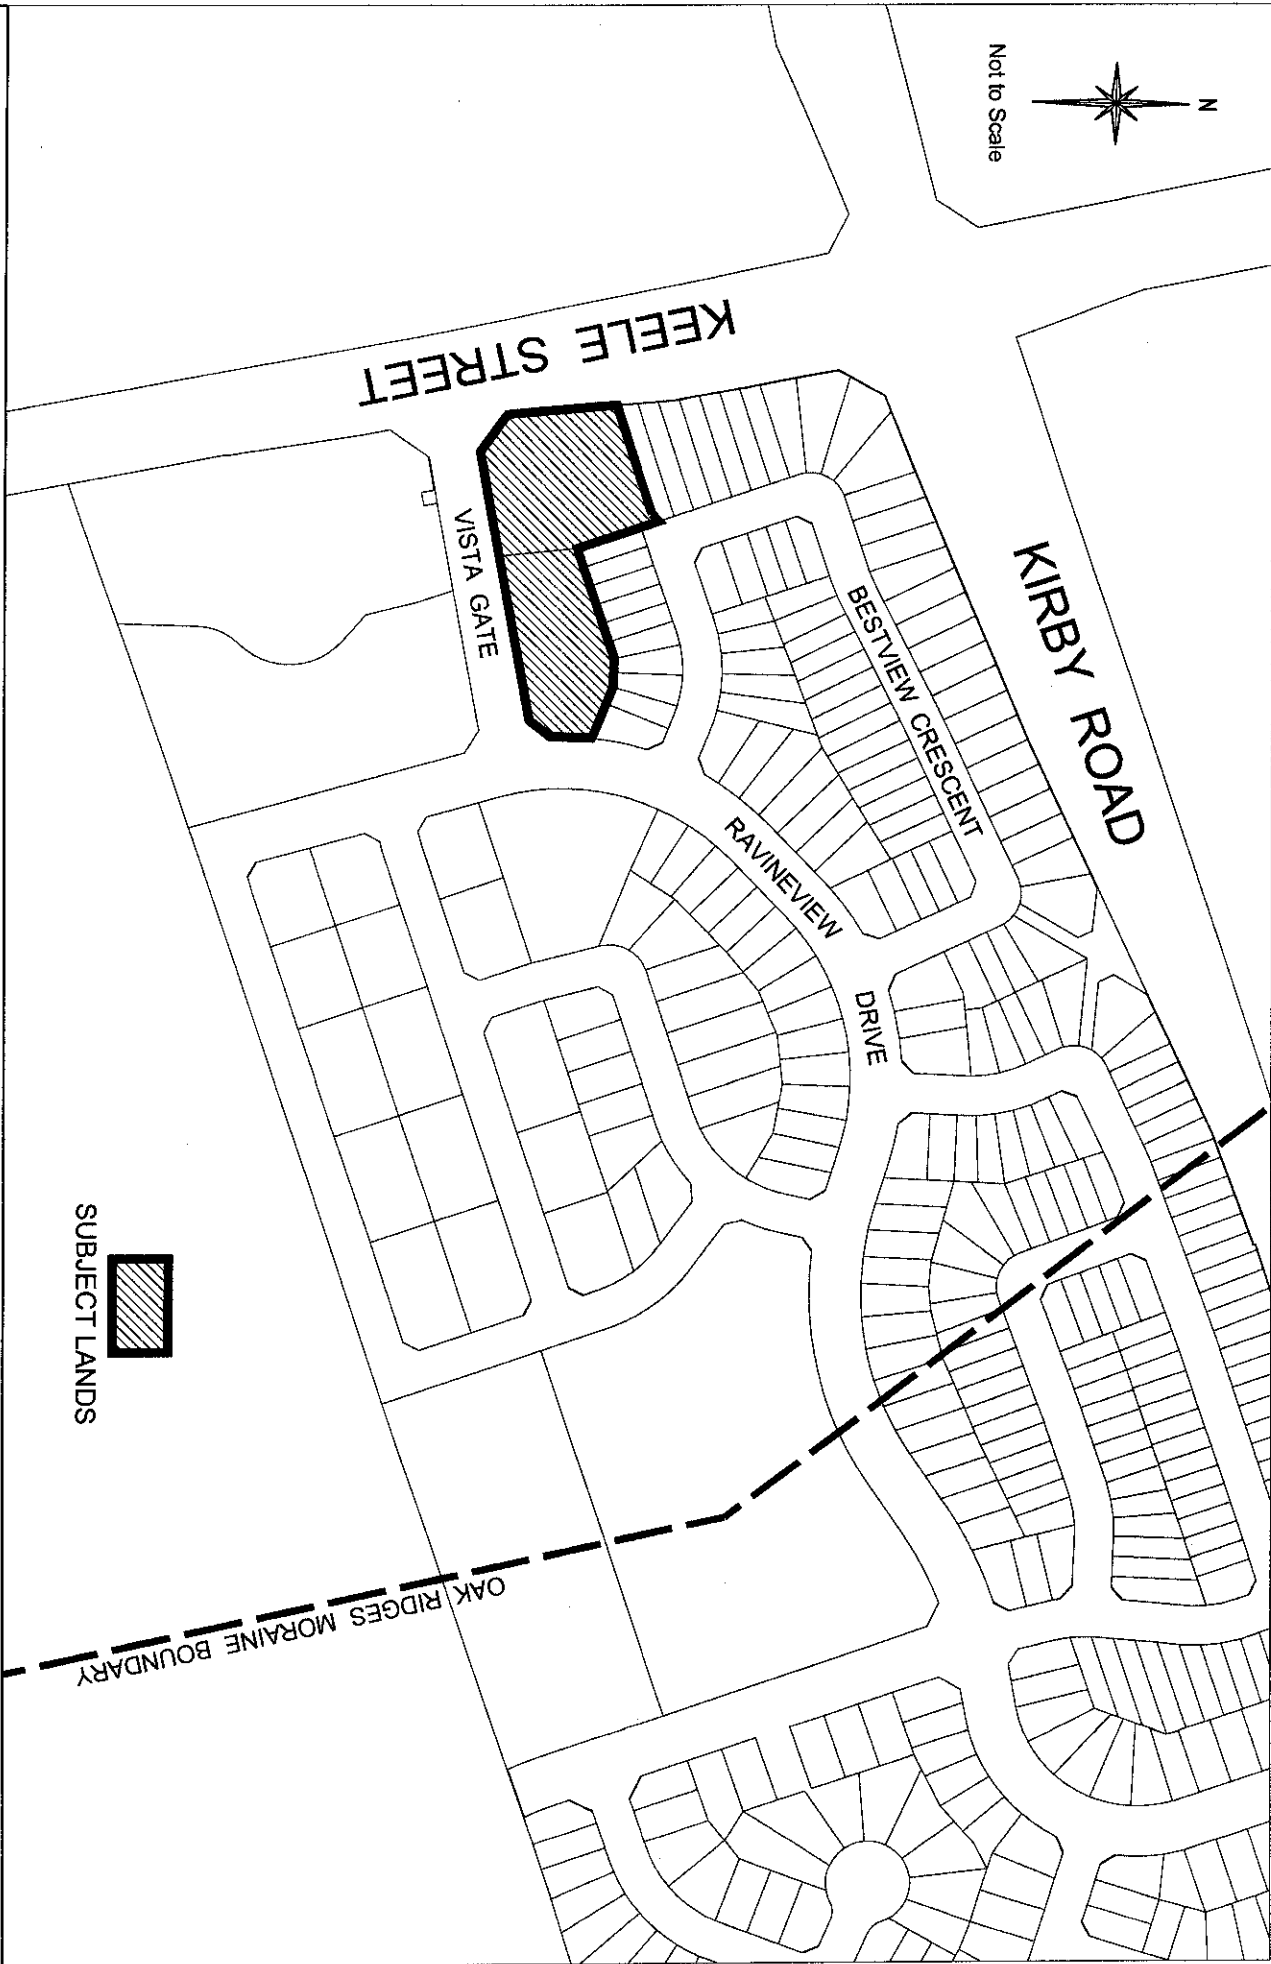 N
Not to Scale
KIRBY ROAD
KEELE STREET
BESTVIEW CRESCENT
RAVINEVIEW
DRIVE
VISTA GATE
OAK RIDGES MORAINE BOUNDARY
SUBJECT LANDS